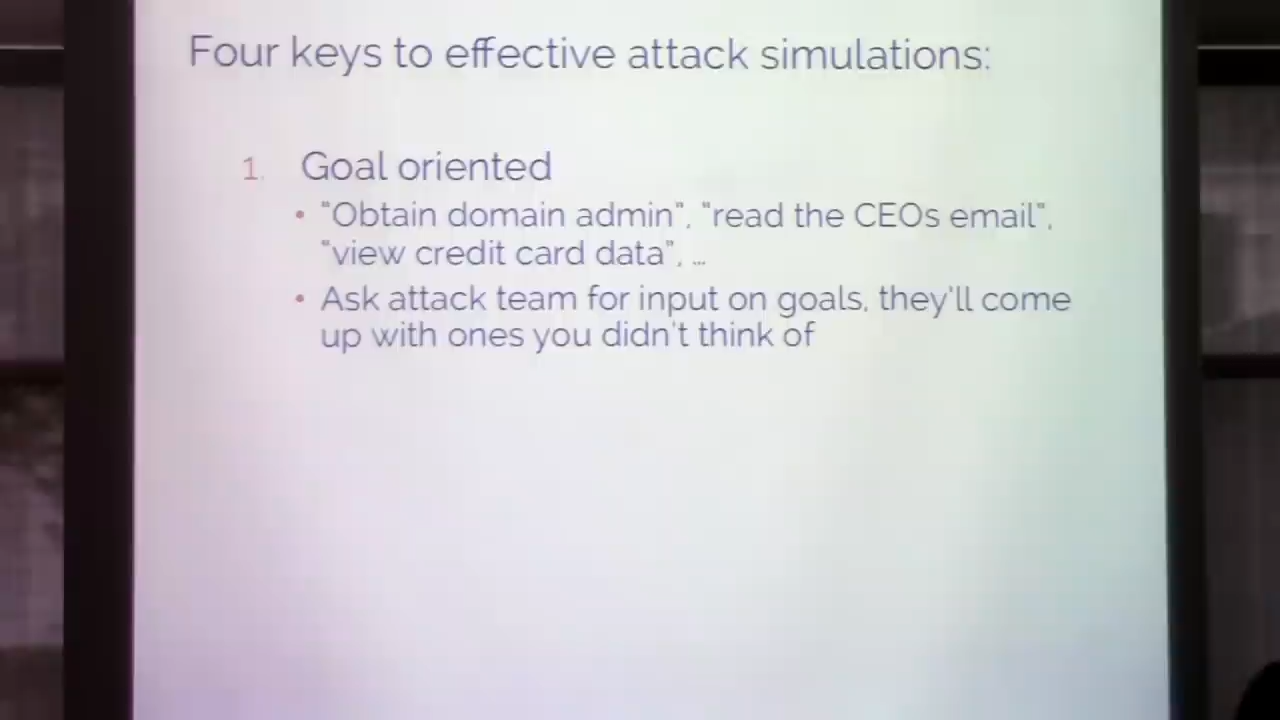 Four keys to effective attack simulations:
1. Goal oriented
• "Obtain domain admin", "read the CEOs email",
"view credit card data", ...
• Ask attack team for input on goals, they'll come
up with ones you didn't think of